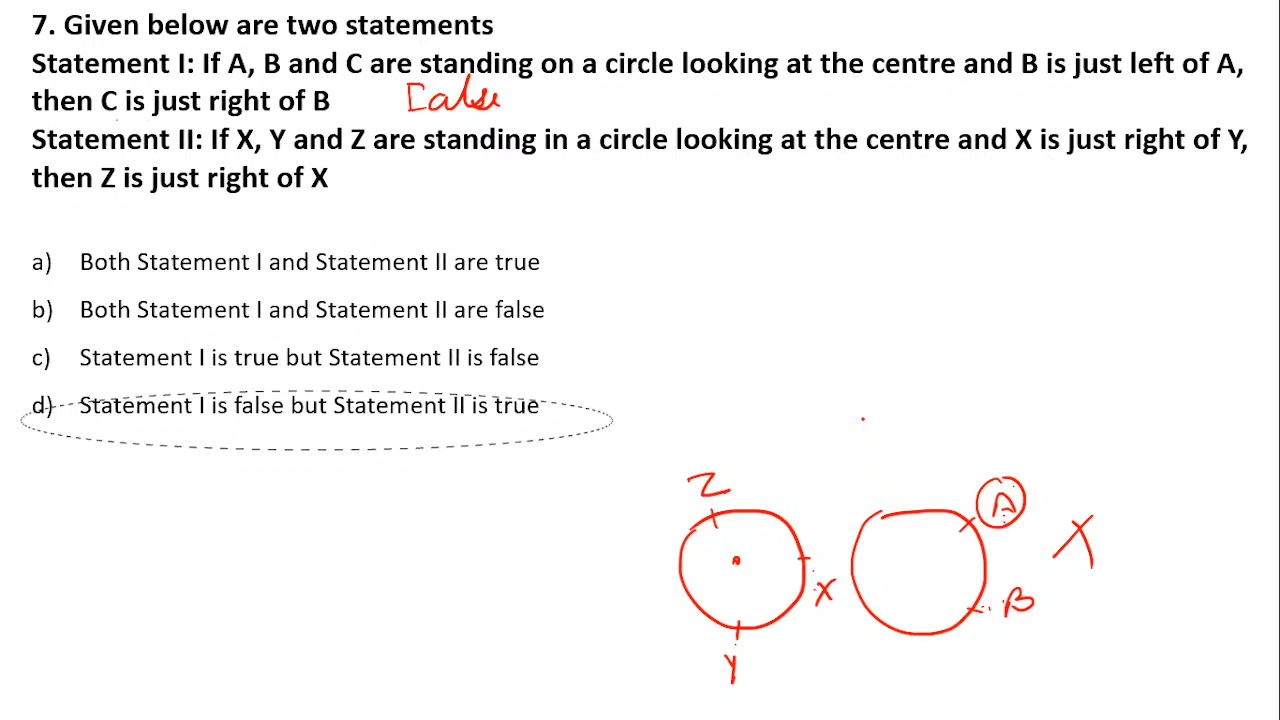 7. Given below are two statements
Statement I: If A, B and C are standing on a circle looking at the centre and B is just left of A,
then C is just right of B
False
Statement II: If X, Y and Z are standing in a circle looking at the centre and X is just right of Y,
then Z is just right of X
a) Both Statement I and Statement II are true
b) Both Statement I and Statement II are false
c) Statement I is true but Statement II is false
d) Statement I is false but Statement II is true
Z
A
X
B
Y